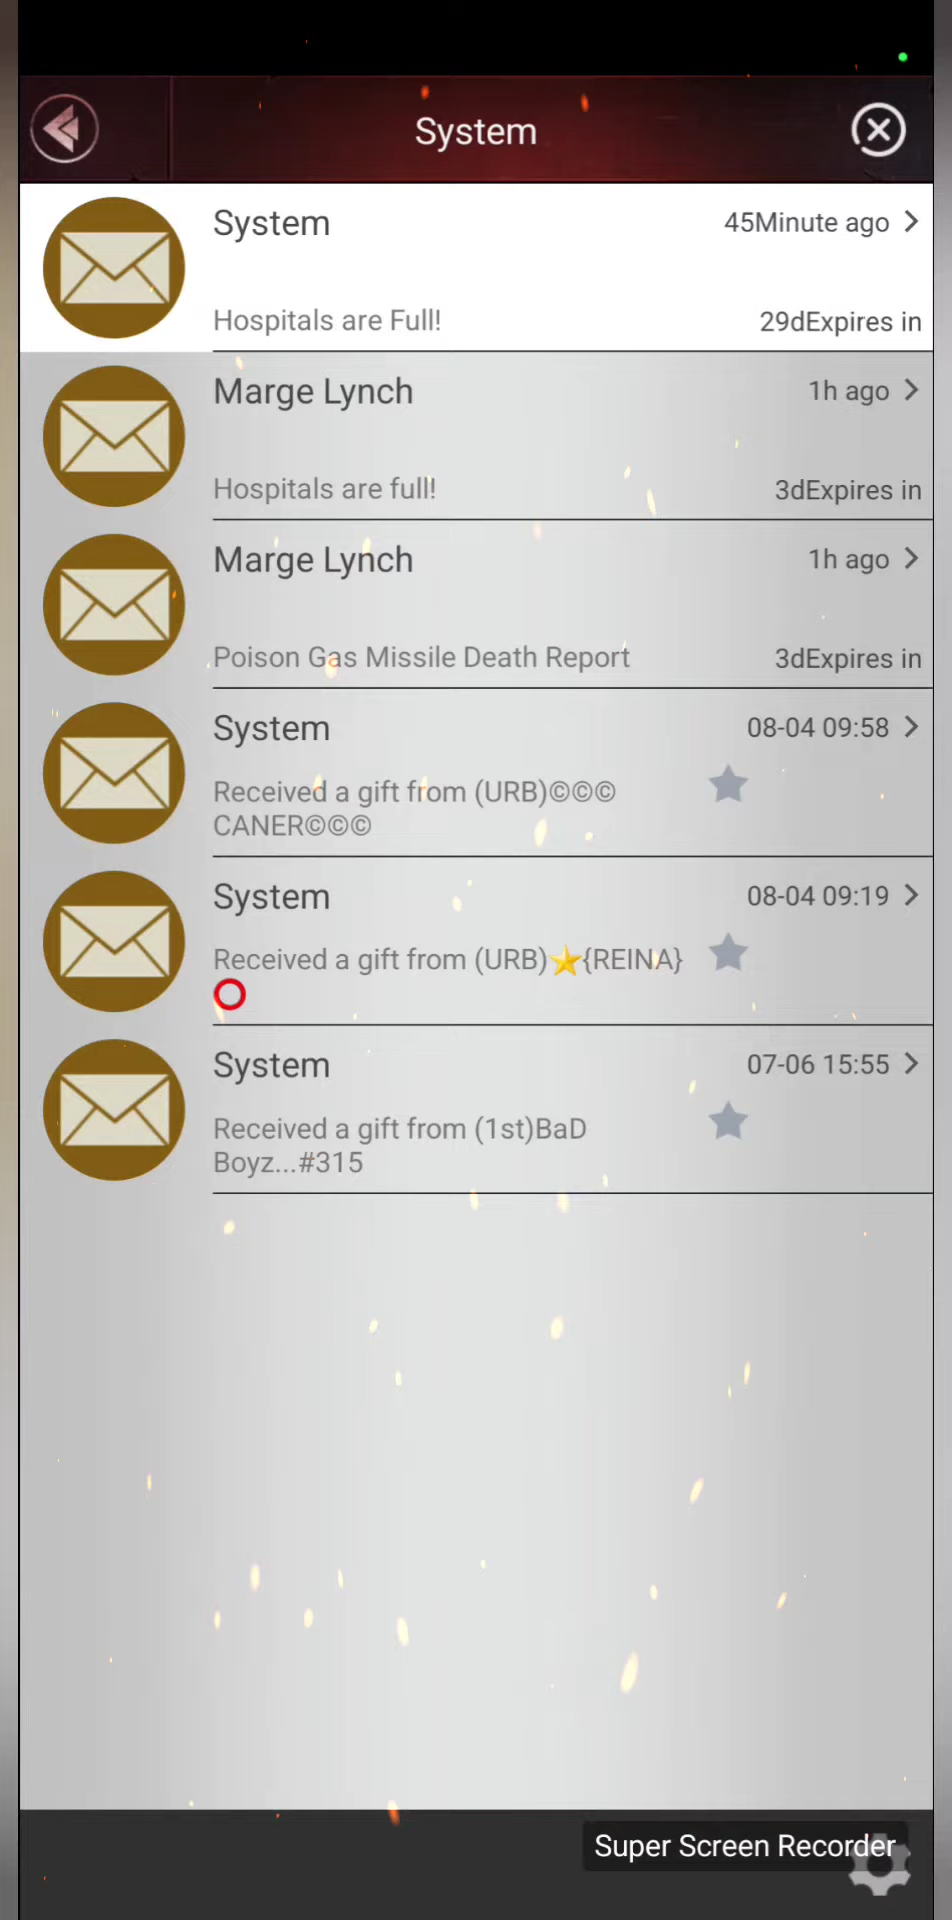 System
System
45Minute ago
Hospitals are Full!
29dExpires in
Marge Lynch
1h ago
Hospitals are full!
3dExpires in
Marge Lynch
1h ago
Poison Gas Missile Death Report
3dExpires in
System
08-04 09:58
Received a gift from (URB)©©©
CANER©©©
System
08-04 09:19
Received a gift from (URB)⭐{REINA}
⭕
System
07-06 15:55
Received a gift from (1st)BaD
Boyz...#315
Super Screen Recorder